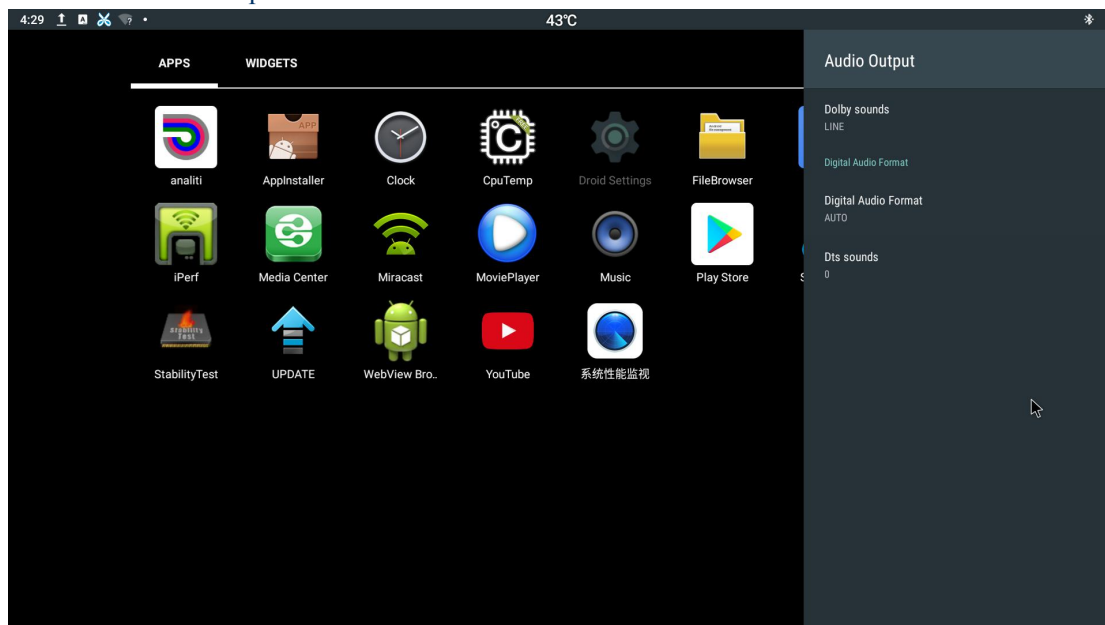 4:29
43°C
APPS WIDGETS
analiti AppInstaller Clock CpuTemp Droid Settings FileBrowser
iPerf Media Center Miracast MoviePlayer Music Play Store S
StabilityTest UPDATE WebView Bro.. YouTube 系统性能监视
Audio Output
Dolby sounds
LINE
Digital Audio Format
Digital Audio Format
AUTO
Dts sounds
0